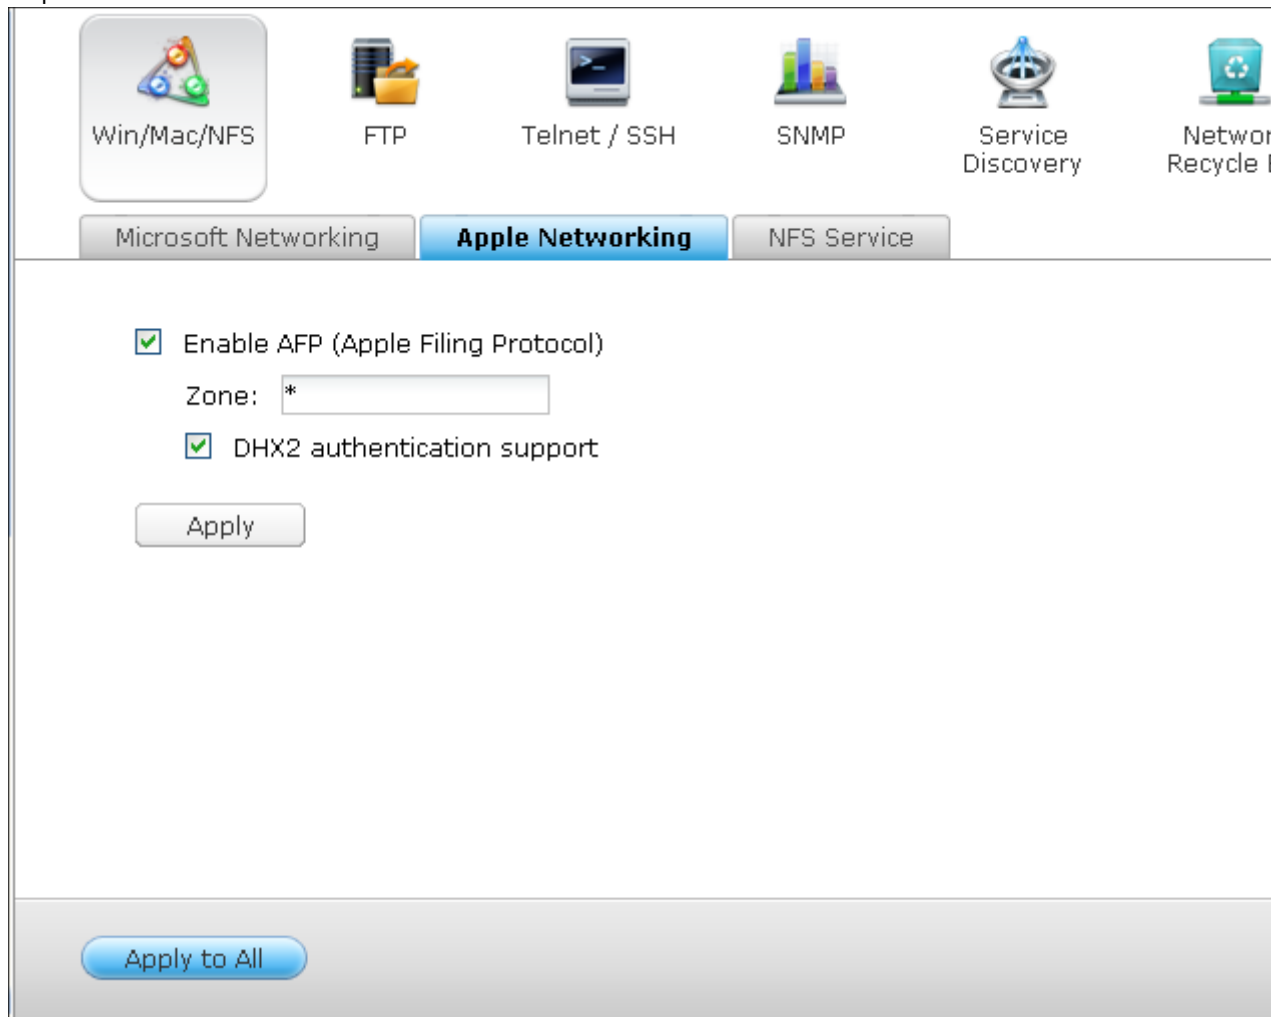 Win/Mac/NFS
FTP
Telnet / SSH
SNMP
Service
Discovery
Recycle
Microsoft Networking
Apple Networking
NFS Service
Enable AFP (Apple Filing Protocol)
Zone: *
DHX2 authentication support
Apply
Apply to All